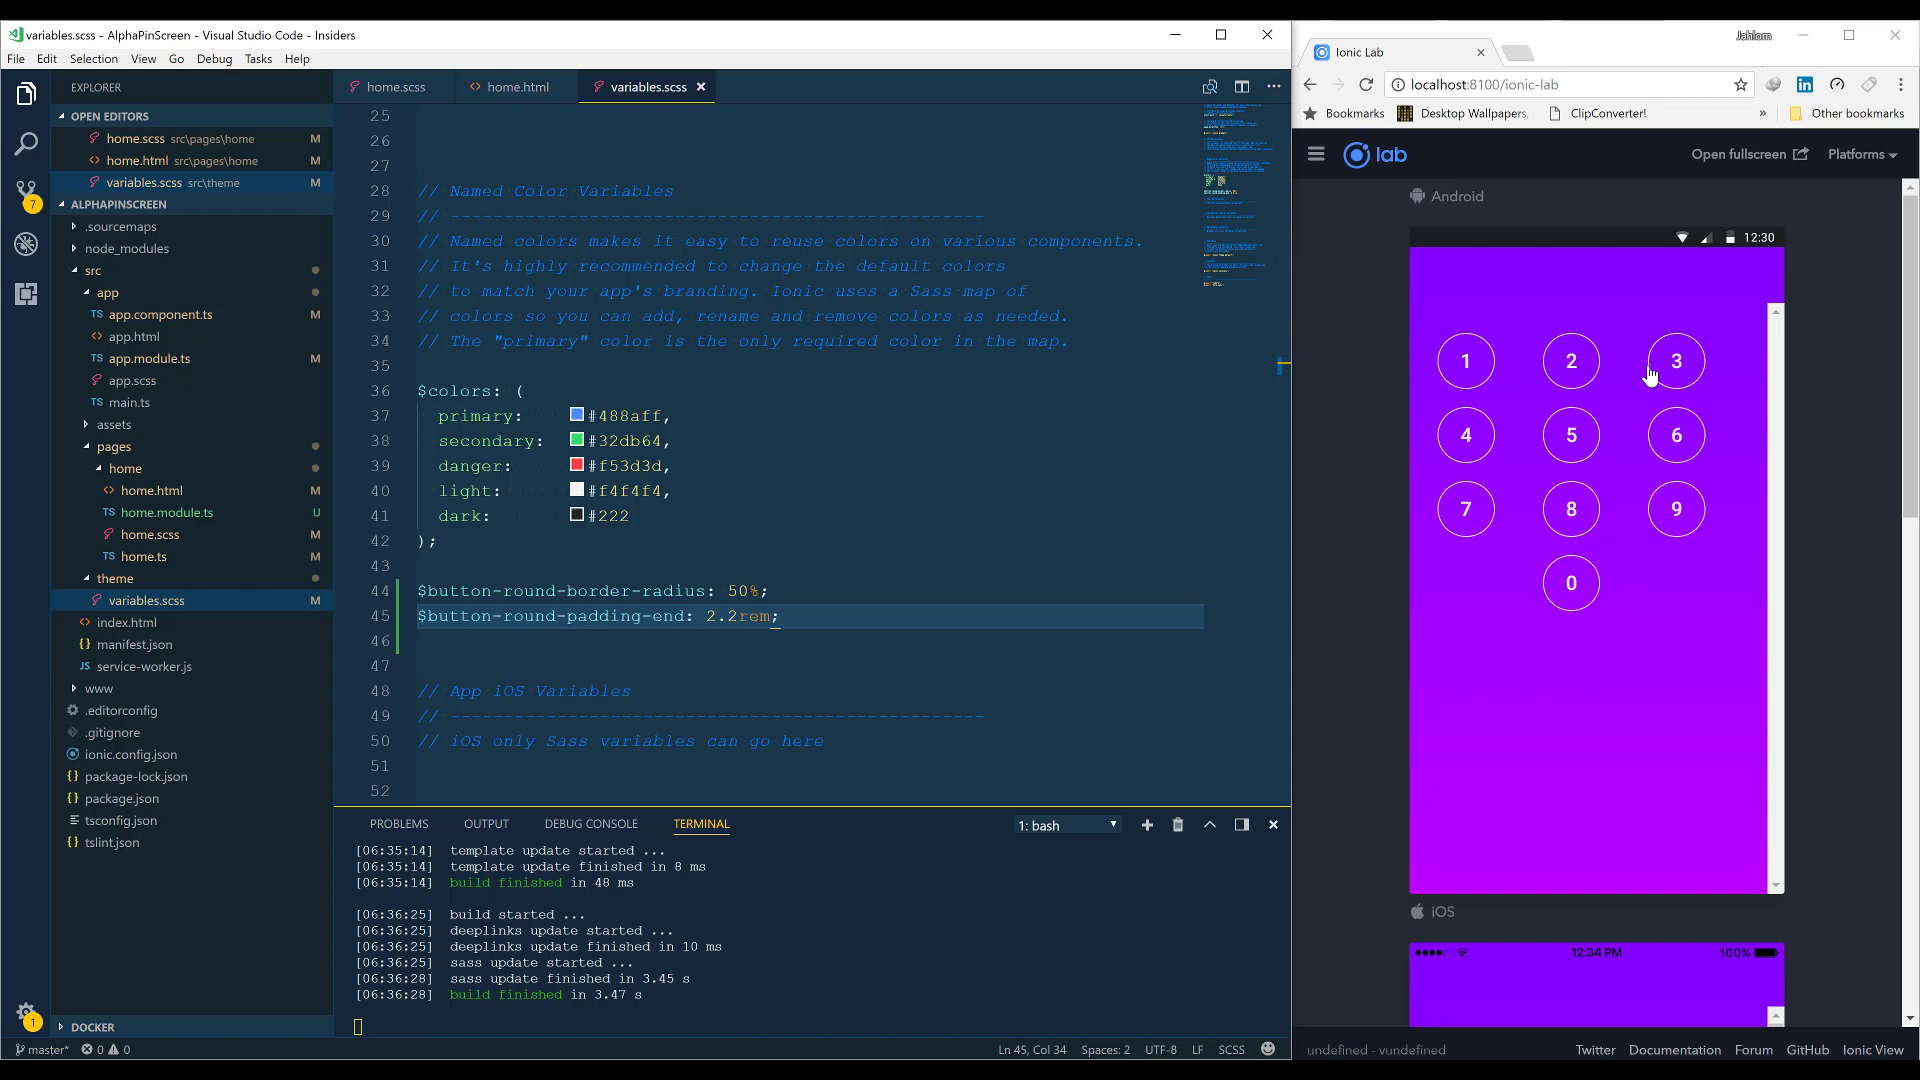 variables.scss - AlphaPinScreen - Visual Studio Code - Insiders
File Edit Selection View Go Debug Tasks Help
EXPLORER
OPEN EDITORS
home.scss src\pages\home M
home.html src\pages\home M
variables.scss src\theme M
7
ALPHAPINSCREEN
.sourcemaps
node_modules
src
app
TS app.component.ts M
app.html
TS app.module.ts M
app.scss
TS main.ts
assets
pages
home
home.html M
TS home.module.ts U
home.scss M
TS home.ts M
theme
variables.scss M
index.html
{} manifest.json
JS service-worker.js
www
.editorconfig
.gitignore
ionic.config.json
{} package-lock.json
{} package.json
tsconfig.json
{} tslint.json
1
DOCKER
home.scss home.html variables.scss
25
26
27
28 // Named Color Variables
29 // --------------------------------------------------
30 // Named colors makes it easy to reuse colors on various components.
31 // It's highly recommended to change the default colors
32 // to match your app's branding. Ionic uses a Sass map of
33 // colors so you can add, rename and remove colors as needed.
34 // The "primary" color is the only required color in the map.
35
36 $colors: (
37 primary: #488aff,
38 secondary: #32db64,
39 danger: #f53d3d,
40 light: #f4f4f4,
41 dark: #222
42 );
43
44 $button-round-border-radius: 50%;
45 $button-round-padding-end: 2.2rem;
46
47
48 // App iOS Variables
49 // --------------------------------------------------
50 // iOS only Sass variables can go here
51
52
PROBLEMS OUTPUT DEBUG CONSOLE TERMINAL 1: bash
[06:35:14] template update started ...
[06:35:14] template update finished in 8 ms
[06:35:14] build finished in 48 ms
[06:36:25] build started ...
[06:36:25] deeplinks update started ...
[06:36:25] deeplinks update finished in 10 ms
[06:36:25] sass update started ...
[06:36:28] sass update finished in 3.45 s
[06:36:28] build finished in 3.47 s
master* 0 0 Ln 45, Col 34 Spaces: 2 UTF-8 LF SCSS
Jahlom
Ionic Lab
localhost:8100/ionic-lab
Bookmarks Desktop Wallpapers, ClipConverter! » Other bookmarks
lab Open fullscreen Platforms
Android
12:30
1 2 3
4 5 6
7 8 9
0
iOS
12:34 PM 100%
undefined - vundefined Twitter Documentation Forum GitHub Ionic View